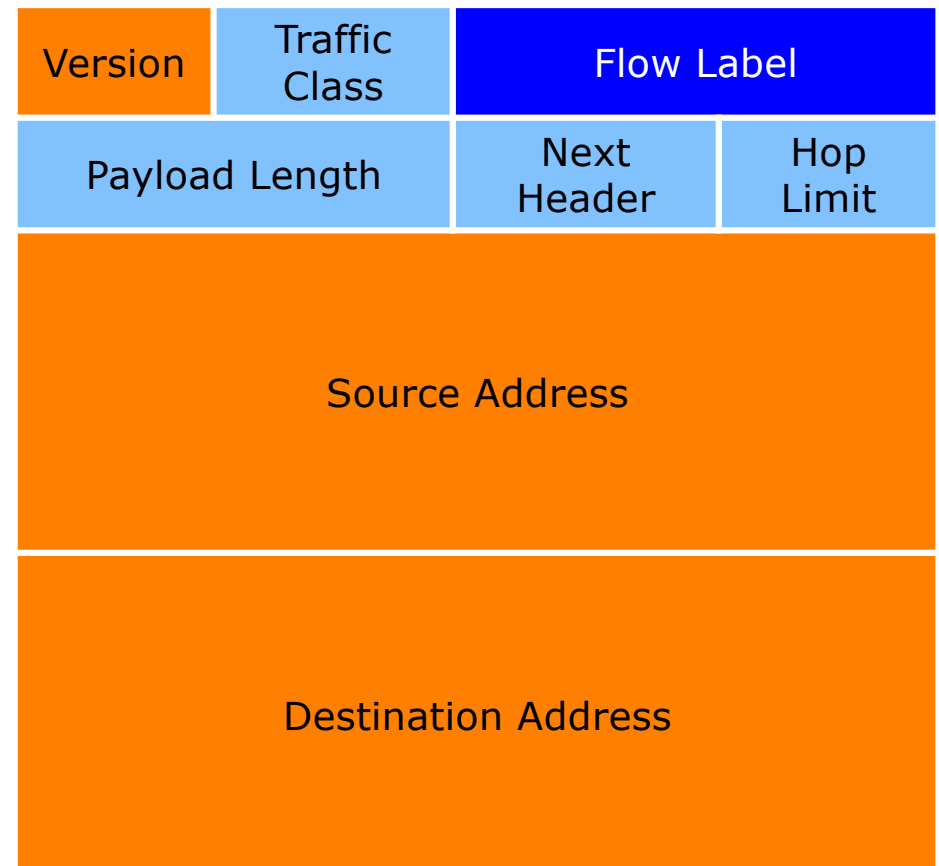 Version
Traffic
Class
Flow Label
Payload Length
Next
Header
Hop
Limit
Source Address
Destination Address